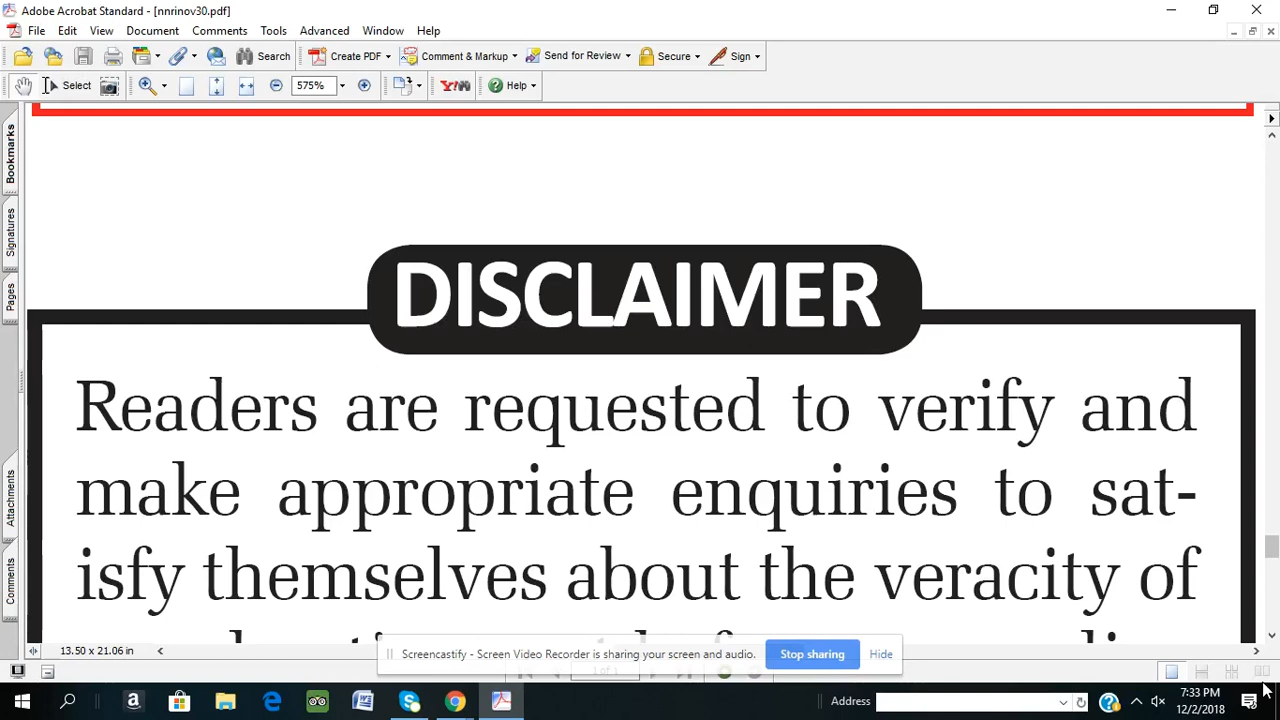 Adobe Acrobat Standard - [nnrinov30.pdf]
File Edit View Document Comments Tools Advanced Window Help
Search Create PDF Comment & Markup Send for Review Secure Sign
Select 575% Y! Help
Bookmarks
Signatures
Pages
Attachments
Comments
DISCLAIMER
Readers are requested to verify and
make appropriate enquiries to sat-
isfy themselves about the veracity of
13.50 x 21.06 in
Screencastify - Screen Video Recorder is sharing your screen and audio. Stop sharing Hide
1 of 1
Address
7:33 PM
12/2/2018